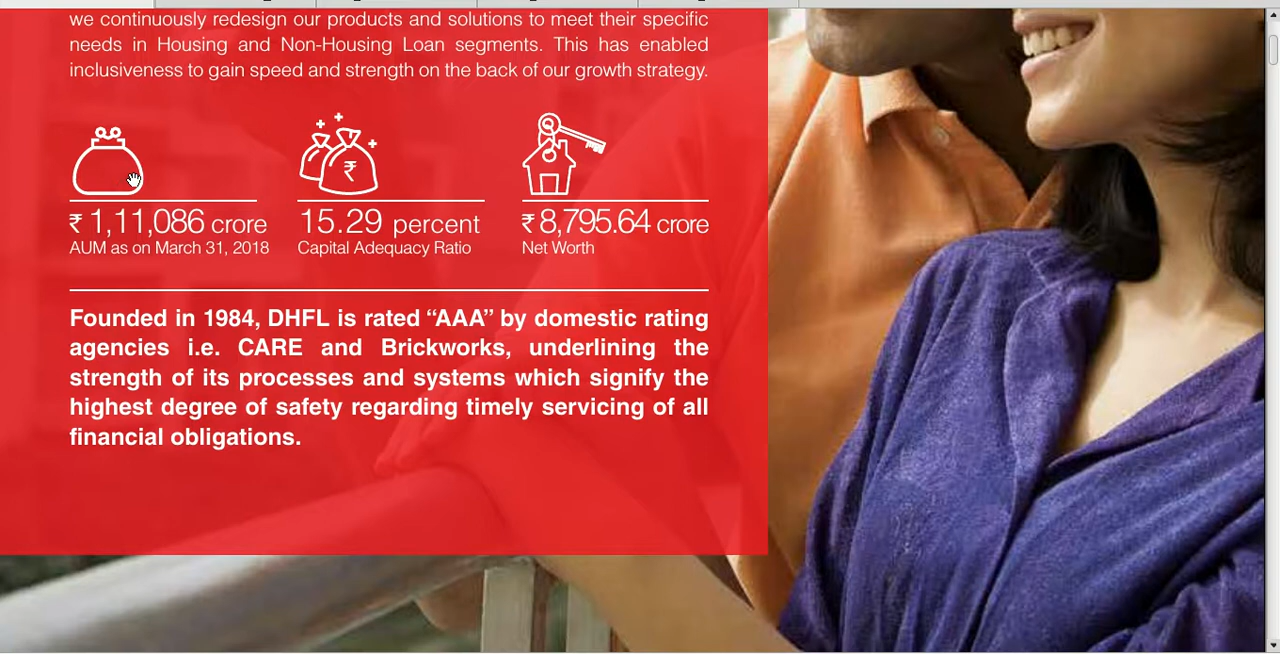 we continuously redesign our products and solutions to meet their specific
needs in Housing and Non-Housing Loan segments. This has enabled
inclusiveness to gain speed and strength on the back of our growth strategy.
₹
₹ 1,11,086 crore
AUM as on March 31, 2018
15.29 percent
Capital Adequacy Ratio
₹ 8,795.64 crore
Net Worth
Founded in 1984, DHFL is rated “AAA” by domestic rating
agencies i.e. CARE and Brickworks, underlining the
strength of its processes and systems which signify the
highest degree of safety regarding timely servicing of all
financial obligations.